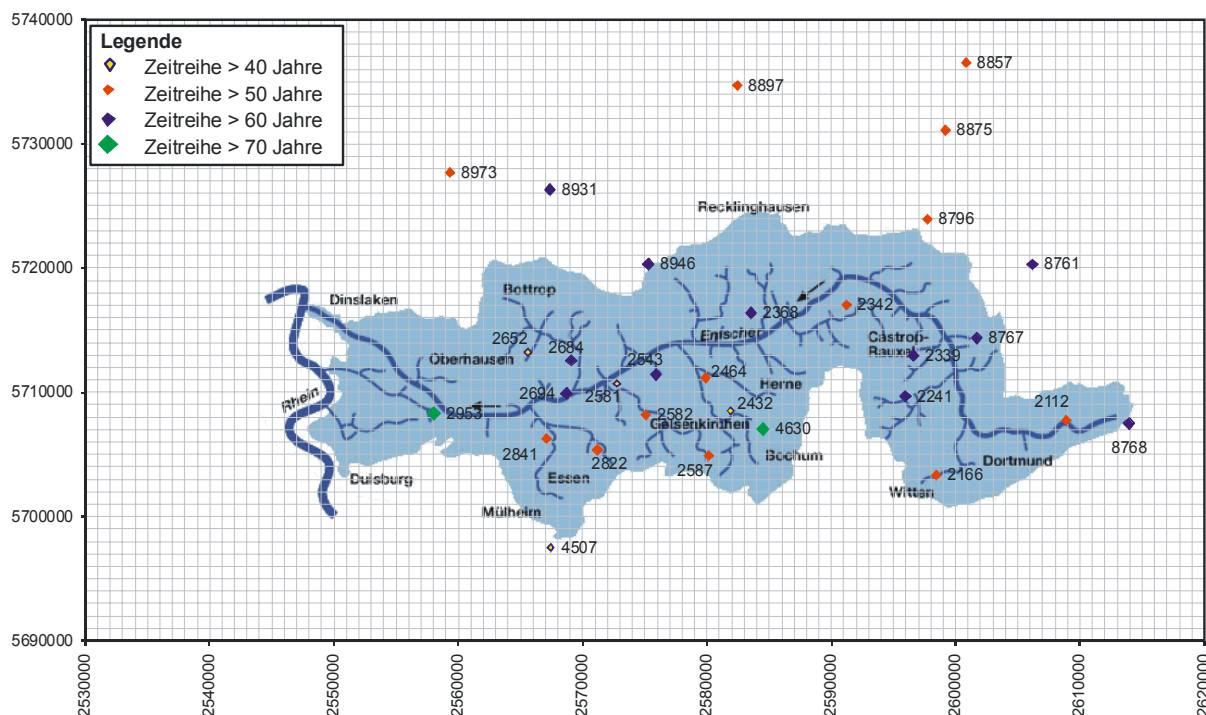 5740000
5730000
5720000
5710000
5700000
5690000
Legende
Zeitreihe > 40 Jahre
Zeitreihe > 50 Jahre
Zeitreihe > 60 Jahre
Zeitreihe > 70 Jahre
8857
8897
8875
8973
8931
Recklinghausen
8796
8946
8761
Bottrop
Dinslaken
2368
2342
2652
2684
Emscher
Castrop-
Rauxel
8767
Oberhausen
2543
2339
2464
Herne
Rhein
2694
2581
2432
2241
2112
2953
2582
Gelsenkirchen
4630
8768
2841
2822
2587
Bochum
Dortmund
2166
Duisburg
Essen
Witten
Mülheim
4507
2530000
2540000
2550000
2560000
2570000
2580000
2590000
2600000
2610000
2620000